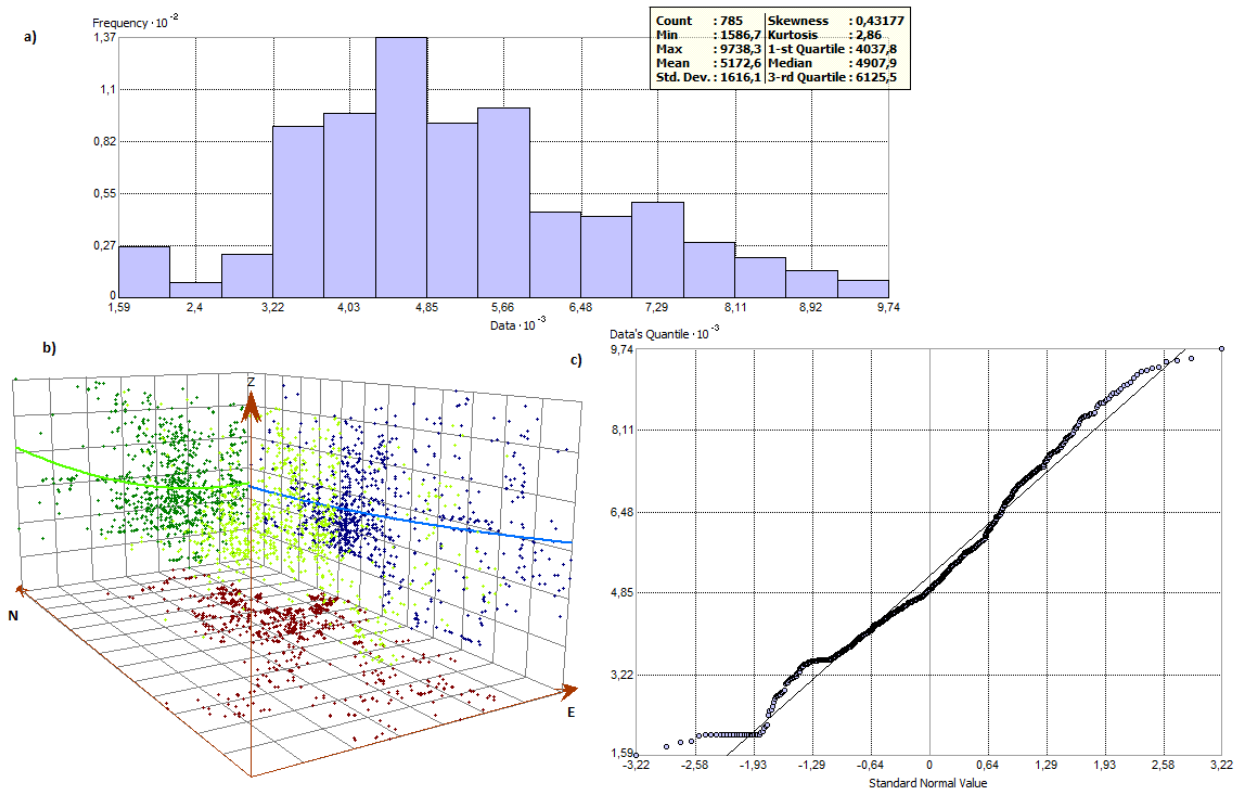 Frequency · 10⁻²
a)
1,37
1,1
0,82
0,55
0,27
0
1,59 2,4 3,22 4,03 4,85 5,66 6,48 7,29 8,11 8,92 9,74
Data · 10⁻³
Count : 785 Skewness : 0,43177
Min : 1586,7 Kurtosis : 2,86
Max : 9738,3 1-st Quartile : 4037,8
Mean : 5172,6 Median : 4907,9
Std. Dev. : 1616,1 3-rd Quartile : 6125,5
b)
Z
N
E
Data's Quantile · 10⁻³
c)
9,74
8,11
6,48
4,85
3,22
1,59
-3,22 -2,58 -1,93 -1,29 -0,64 0 0,64 1,29 1,93 2,58 3,22
Standard Normal Value